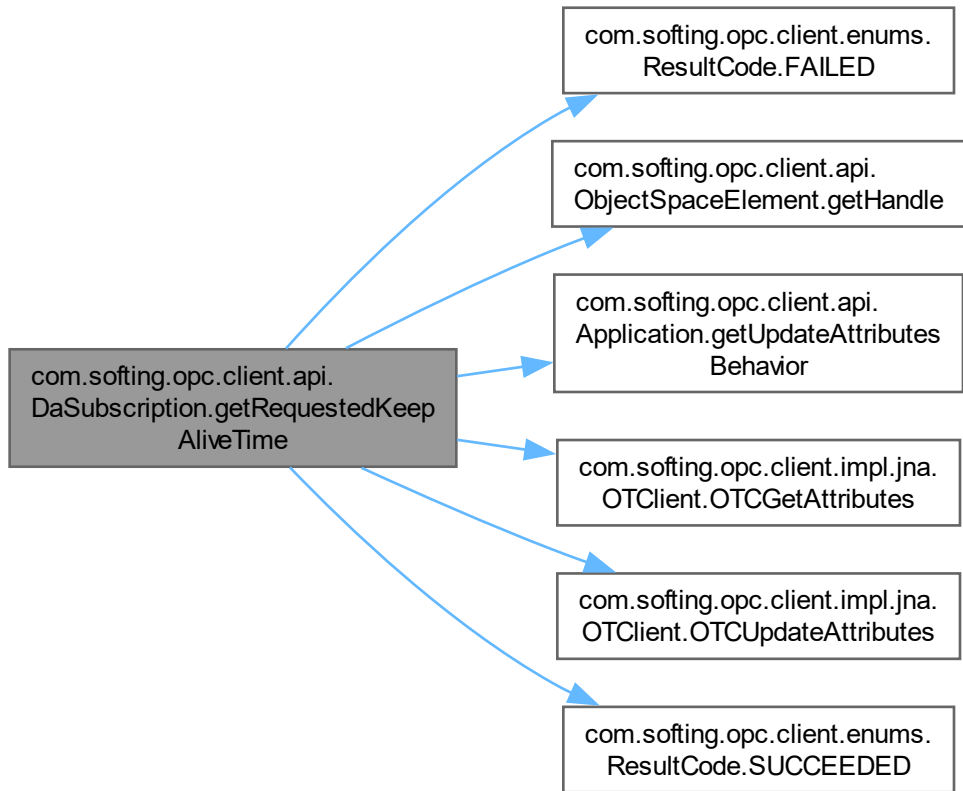 com.softing.opc.client.enums.
ResultCode.FAILED
com.softing.opc.client.api.
ObjectSpaceElement.getHandle
com.softing.opc.client.api.
Application.getUpdateAttributes
Behavior
com.softing.opc.client.api.
DaSubscription.getRequestedKeep
AliveTime
com.softing.opc.client.impl.jna.
OTClient.OTCGetAttributes
com.softing.opc.client.impl.jna.
OTClient.OTCUpdateAttributes
com.softing.opc.client.enums.
ResultCode.SUCCEEDED